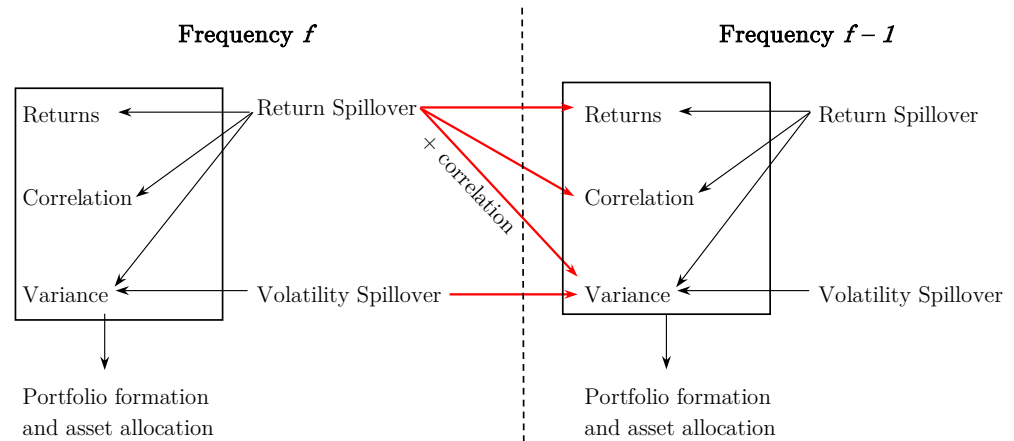 Frequency f
Frequency f – 1
Returns
Return Spillover
Returns
Return Spillover
+ correlation
Correlation
Correlation
Variance
Volatility Spillover
Variance
Volatility Spillover
Portfolio formation
and asset allocation
Portfolio formation
and asset allocation